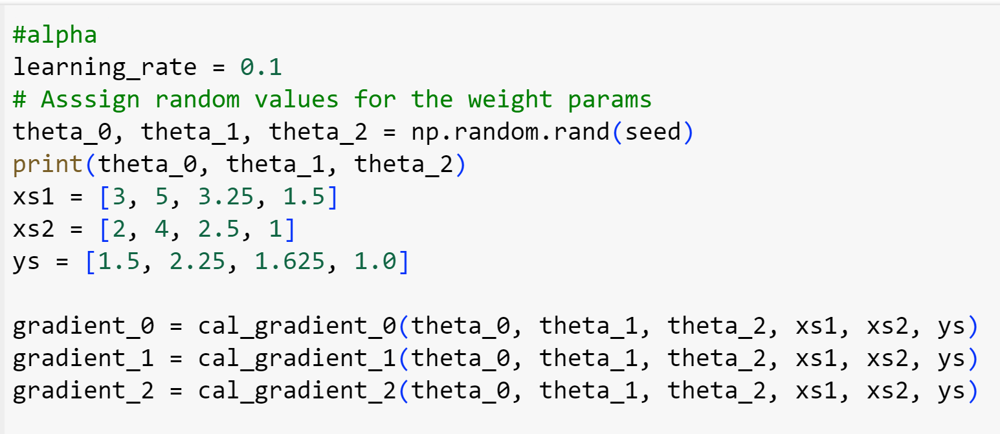 #alpha
learning_rate = 0.1
# Asssign random values for the weight params
theta_0, theta_1, theta_2 = np.random.rand(seed)
print(theta_0, theta_1, theta_2)
xs1 = [3, 5, 3.25, 1.5]
xs2 = [2, 4, 2.5, 1]
ys = [1.5, 2.25, 1.625, 1.0]
gradient_0 = cal_gradient_0(theta_0, theta_1, theta_2, xs1, xs2, ys)
gradient_1 = cal_gradient_1(theta_0, theta_1, theta_2, xs1, xs2, ys)
gradient_2 = cal_gradient_2(theta_0, theta_1, theta_2, xs1, xs2, ys)